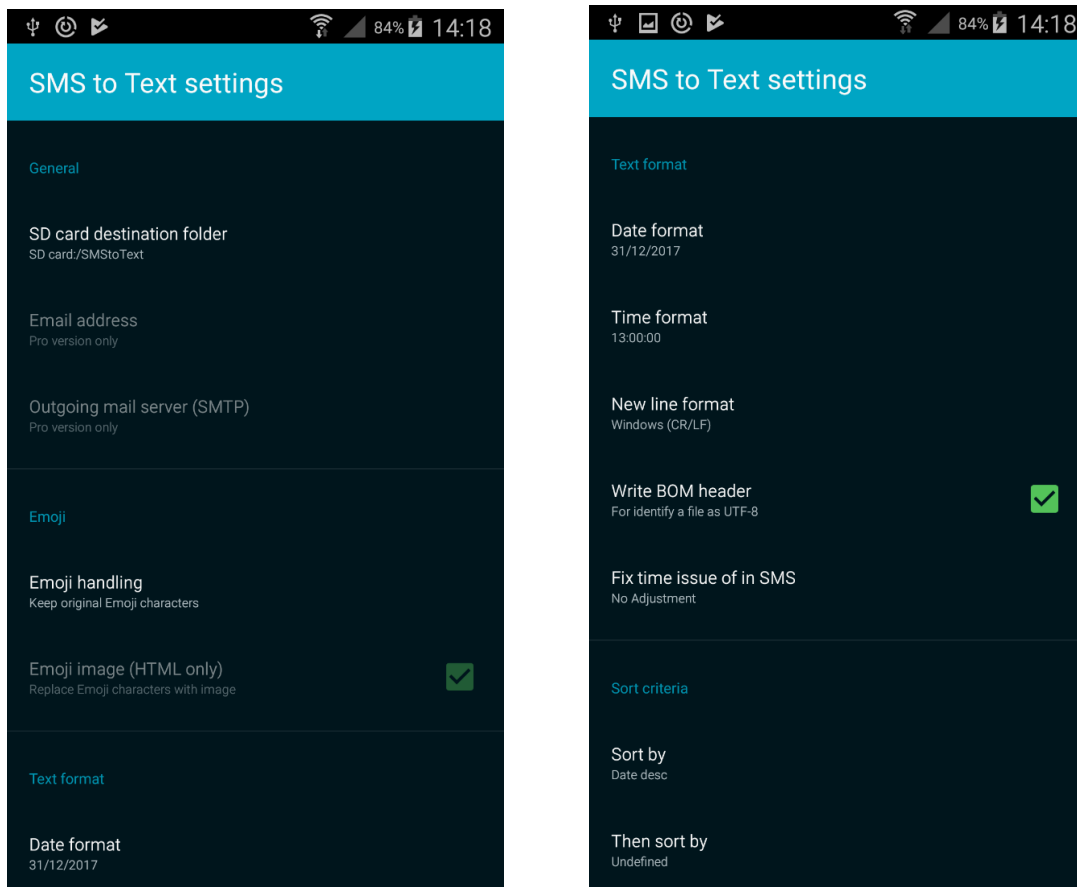 84% 14:18
SMS to Text settings
General
SD card destination folder
SD card:/SMStoText
Email address
Pro version only
Outgoing mail server (SMTP)
Pro version only
Emoji
Emoji handling
Keep original Emoji characters
Emoji image (HTML only)
Replace Emoji characters with image
Text format
Date format
31/12/2017
84% 14:18
SMS to Text settings
Text format
Date format
31/12/2017
Time format
13:00:00
New line format
Windows (CR/LF)
Write BOM header
For identify a file as UTF-8
Fix time issue of in SMS
No Adjustment
Sort criteria
Sort by
Date desc
Then sort by
Undefined